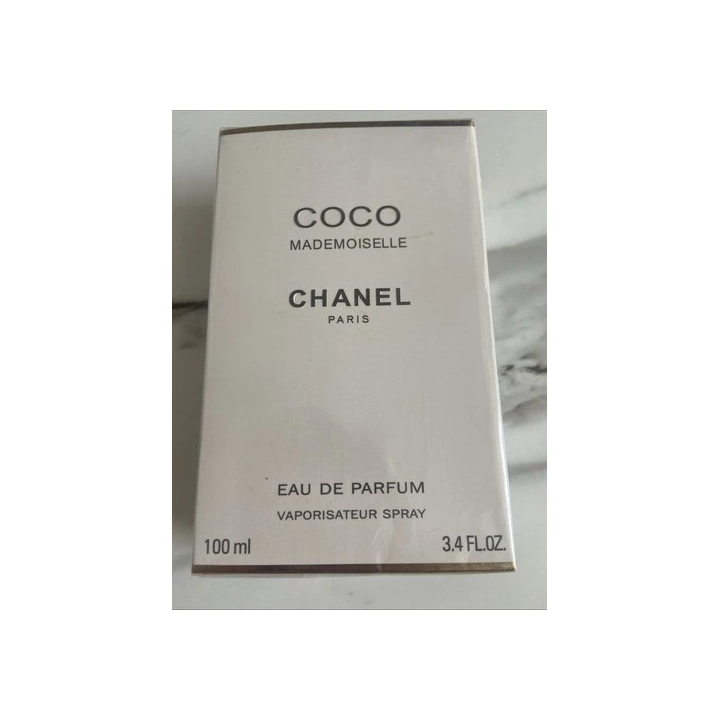 COCO
MADEMOISELLE
CHANEL
PARIS
EAU DE PARFUM
VAPORISATEUR SPRAY
100 ml 3.4 FL.OZ.